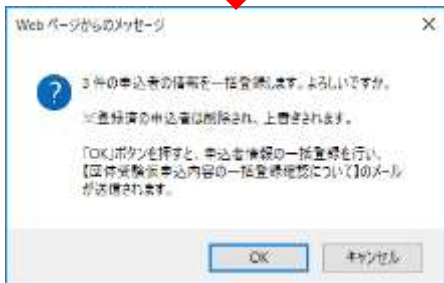 Web ページからのメッセージ
3 件の申込者の情報を一括登録します。よろしいですか。
※登録済の申込者は削除され、上書きされます。
「OK」ボタンを押すと、申込者情報の一括登録を行い、
【団体受験仮申込内容の一括登録確認について】のメール
が送信されます。
OK
キャンセル